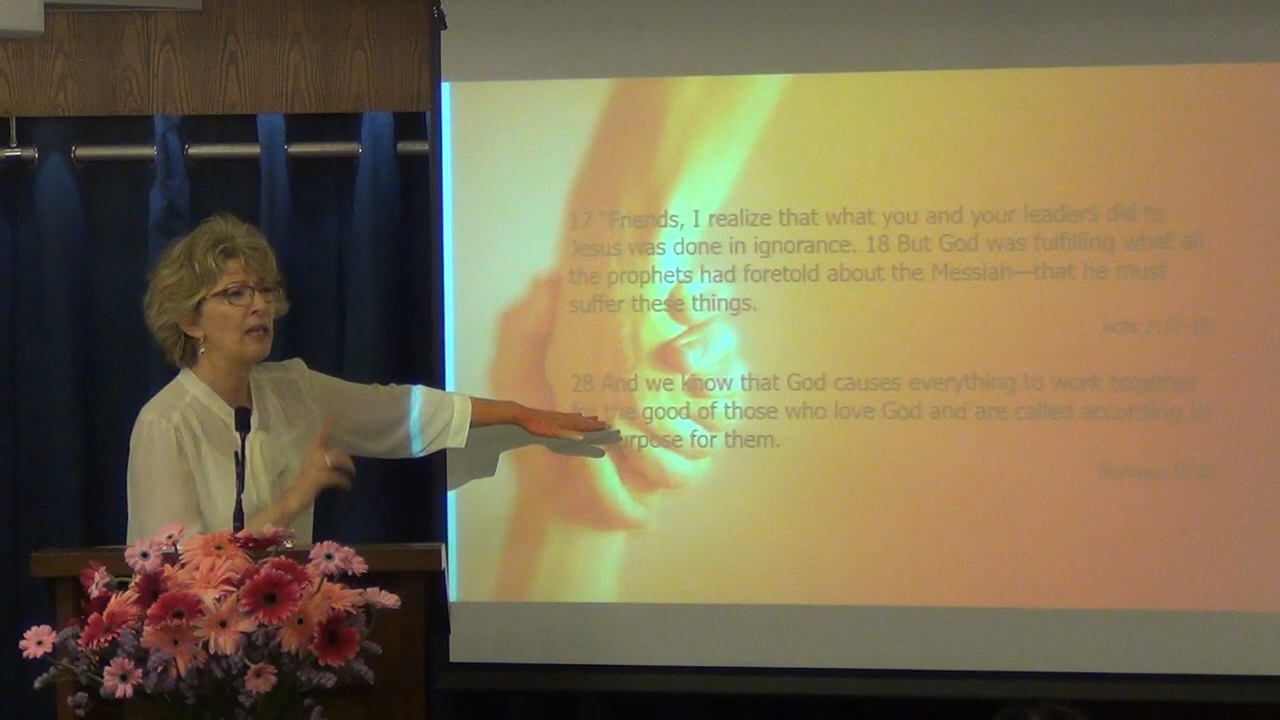 17 "Friends, I realize that what you and your leaders did to
Jesus was done in ignorance. 18 But God was fulfilling what all
the prophets had foretold about the Messiah—that he must
suffer these things.
Acts
28 And we know that God causes everything to work together
the good of those who love God and are called according to
urpose for them.
Romans